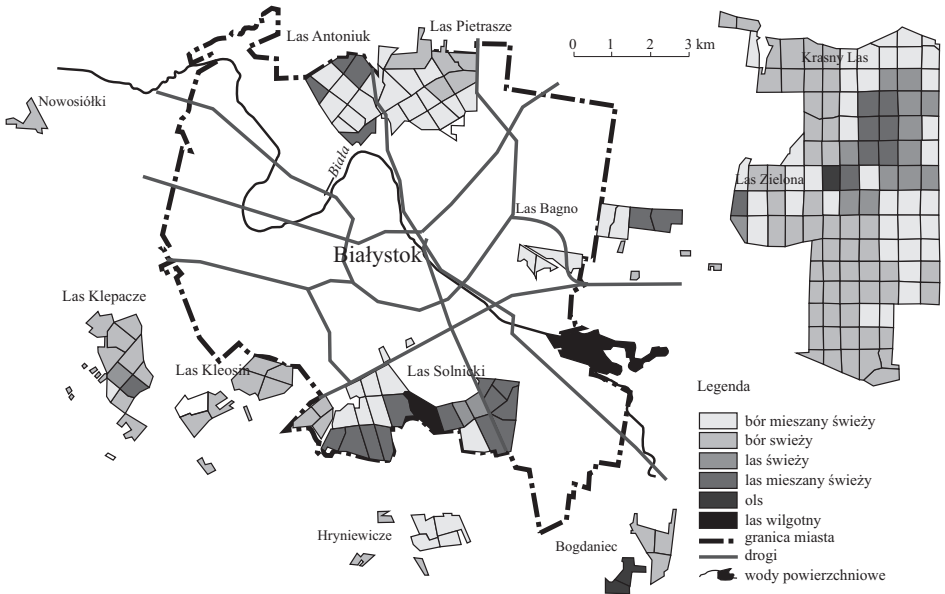 Las Antoniuk
Las Pietrasze
0 1 2 3 km
Krasny Las
Nowosiółki
Biała
Las Zielona
Las Bagno
Białystok
Las Klepacze
Las Kleosin
Las Solnicki
Legenda
bór mieszany świeży
bór swieży
las świeży
las mieszany świeży
ols
las wilgotny
granica miasta
drogi
wody powierzchniowe
Hryniewicze
Bogdaniec